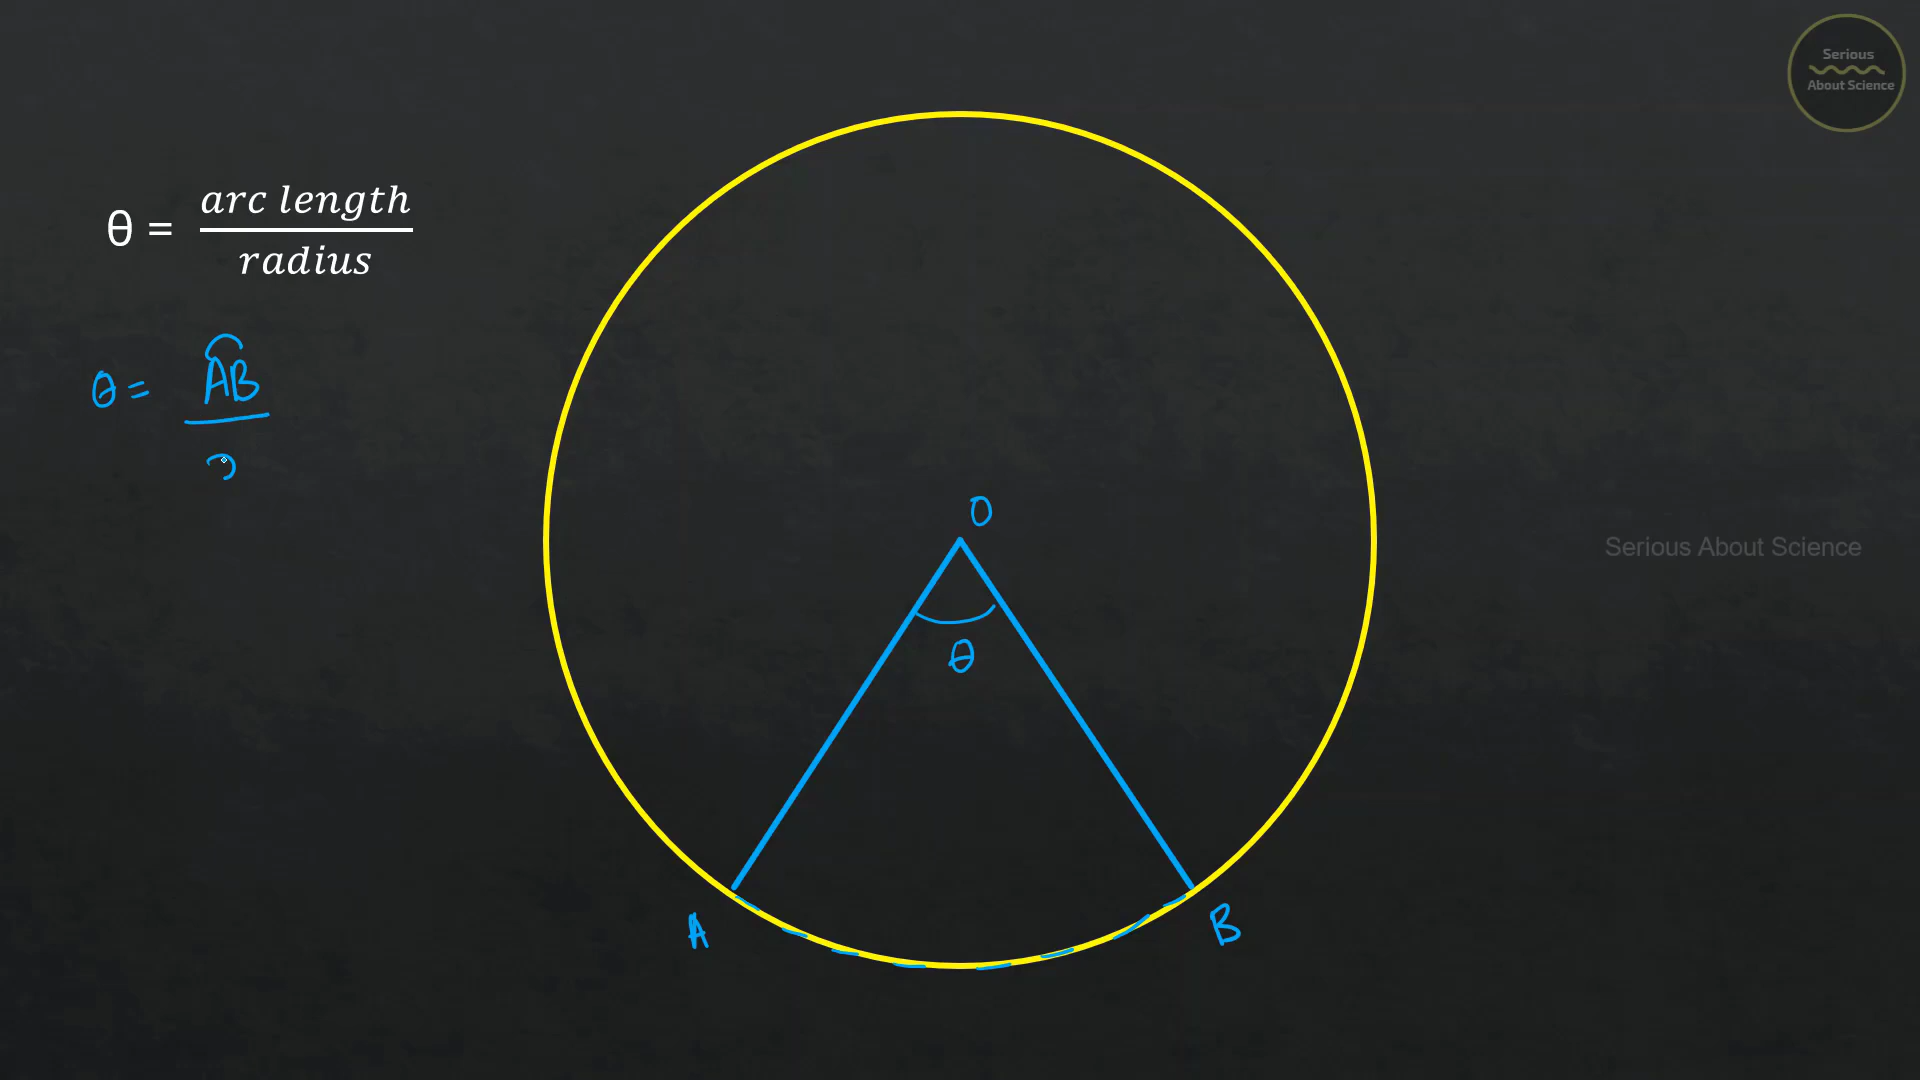 Serious
About Science
θ = arc length
radius
θ = AB
O
Serious About Science
θ
A
B